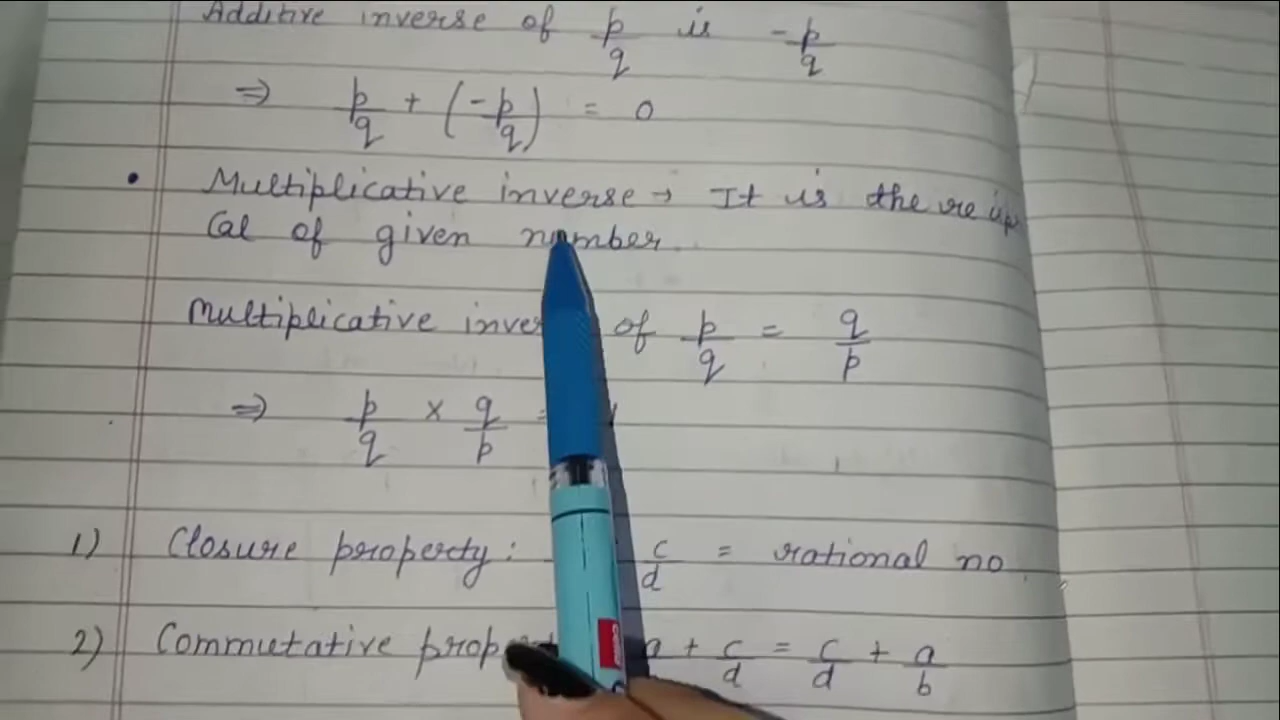 Additive inverse of p/q is -p/q
⇒ p/q + (-p/q) = 0
• Multiplicative inverse → It is the recip
cal of given number
Multiplicative inver of p/q = q/p
⇒ p/q × q/p =
1) Closure property: c/d = rational no
2) Commutative prop + c/d = c/d + a/b